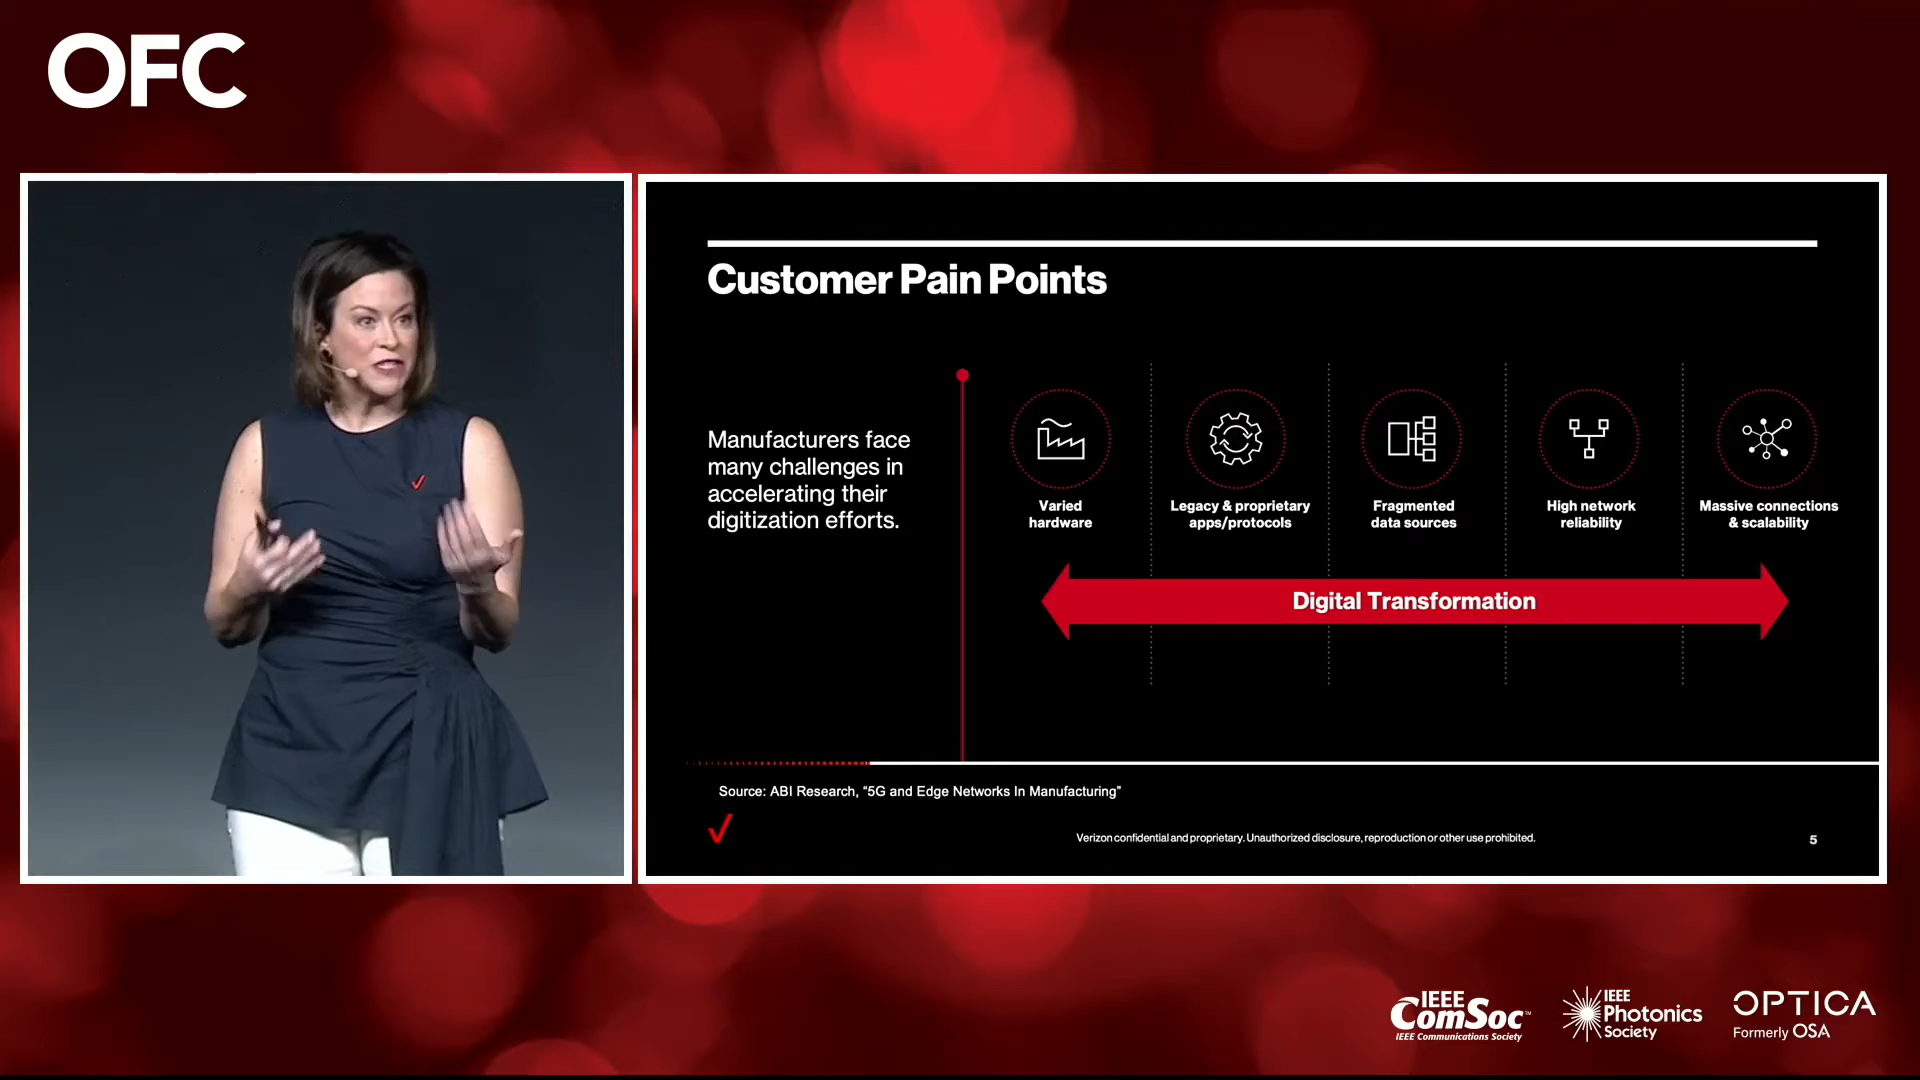 OFC
Customer Pain Points
Manufacturers face
many challenges in
accelerating their
digitization efforts.
Varied
hardware
Legacy & proprietary
apps/protocols
Fragmented
data sources
High network
reliability
Massive connections
& scalability
Digital Transformation
Source: ABI Research, “5G and Edge Networks In Manufacturing”
Verizon confidential and proprietary. Unauthorized disclosure, reproduction or other use prohibited.
5
IEEE
ComSoc™
IEEE Communications Society
IEEE
Photonics
Society
OPTICA
Formerly OSA